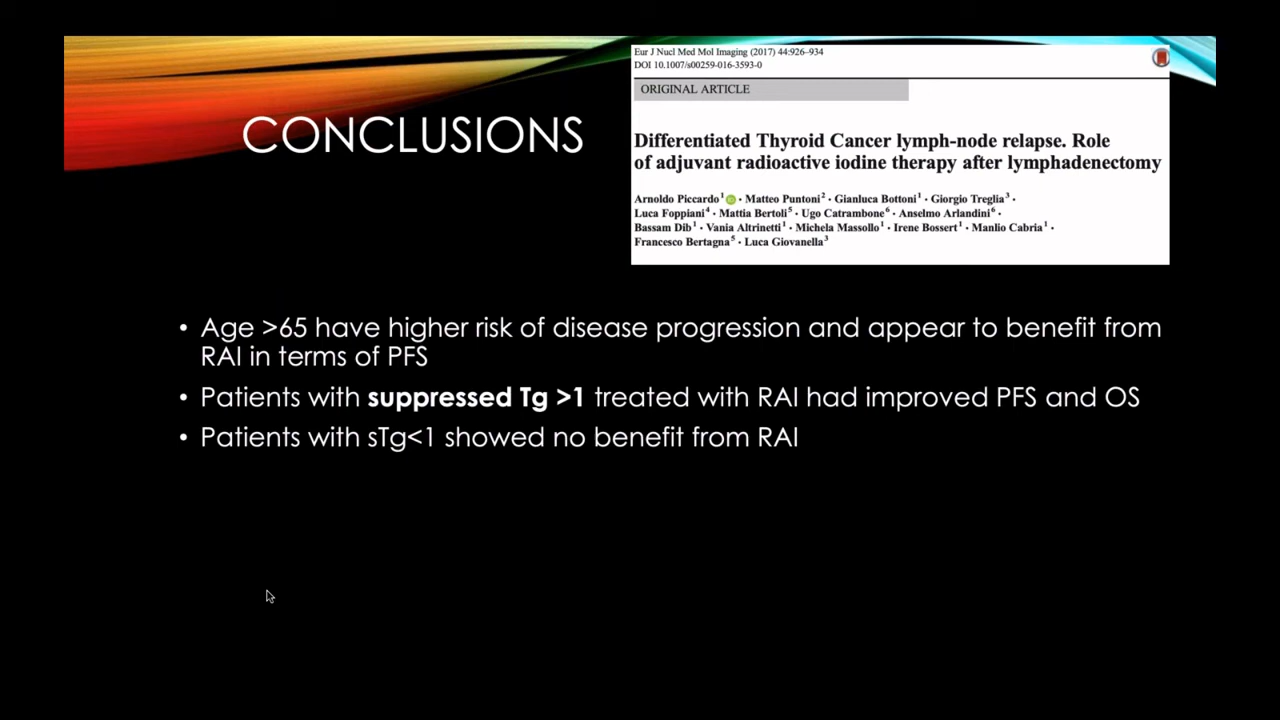 CONCLUSIONS
Eur J Nucl Med Mol Imaging (2017) 44:926–934
DOI 10.1007/s00259-016-3593-0
ORIGINAL ARTICLE
Differentiated Thyroid Cancer lymph-node relapse. Role
of adjuvant radioactive iodine therapy after lymphadenectomy
Arnoldo Piccardo¹ · Matteo Puntoni² · Gianluca Bottoni¹ · Giorgio Treglia³ ·
Luca Foppiani⁴ · Mattia Bertoli⁵ · Ugo Catrambone⁶ · Anselmo Arlandini⁶ ·
Bassam Dib¹ · Vania Altrinetti¹ · Michela Massollo¹ · Irene Bossert¹ · Manlio Cabria¹ ·
Francesco Bertagna⁵ · Luca Giovanella³
• Age >65 have higher risk of disease progression and appear to benefit from
RAI in terms of PFS
• Patients with suppressed Tg >1 treated with RAI had improved PFS and OS
• Patients with sTg<1 showed no benefit from RAI